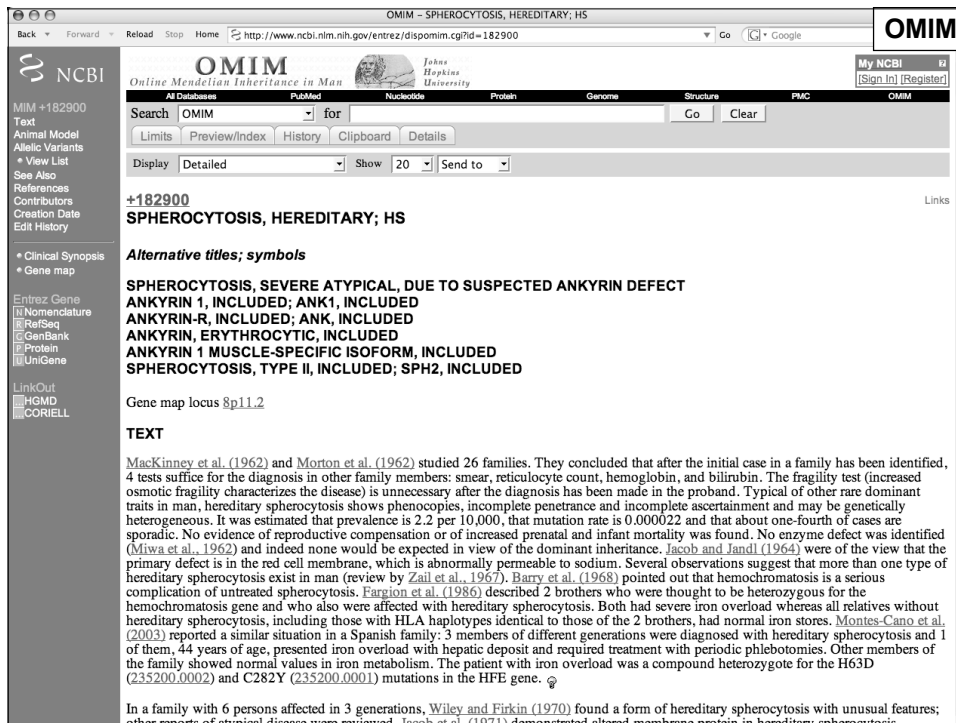 OMIM – SPHEROCYTOSIS, HEREDITARY; HS
OMIM
Back Forward Reload Stop Home http://www.ncbi.nlm.nih.gov/entrez/dispomim.cgi?id=182900 Go Google
NCBI
OMIM
Online Mendelian Inheritance in Man
Johns
Hopkins
University
My NCBI
[Sign In] [Register]
All Databases PubMed Nucleotide Protein Genome Structure PMC OMIM
Search OMIM for Go Clear
Limits Preview/Index History Clipboard Details
Display Detailed Show 20 Send to
MIM +182900
Text
Animal Model
Allelic Variants
View List
See Also
References
Contributors
Creation Date
Edit History
Clinical Synopsis
Gene map
Entrez Gene
N Nomenclature
R RefSeq
G GenBank
P Protein
U UniGene
LinkOut
... HGMD
... CORIELL
+182900 Links
SPHEROCYTOSIS, HEREDITARY; HS
Alternative titles; symbols
SPHEROCYTOSIS, SEVERE ATYPICAL, DUE TO SUSPECTED ANKYRIN DEFECT
ANKYRIN 1, INCLUDED; ANK1, INCLUDED
ANKYRIN-R, INCLUDED; ANK, INCLUDED
ANKYRIN, ERYTHROCYTIC, INCLUDED
ANKYRIN 1 MUSCLE-SPECIFIC ISOFORM, INCLUDED
SPHEROCYTOSIS, TYPE II, INCLUDED; SPH2, INCLUDED
Gene map locus 8p11.2
TEXT
MacKinney et al. (1962) and Morton et al. (1962) studied 26 families. They concluded that after the initial case in a family has been identified,
4 tests suffice for the diagnosis in other family members: smear, reticulocyte count, hemoglobin, and bilirubin. The fragility test (increased
osmotic fragility characterizes the disease) is unnecessary after the diagnosis has been made in the proband. Typical of other rare dominant
traits in man, hereditary spherocytosis shows phenocopies, incomplete penetrance and incomplete ascertainment and may be genetically
heterogeneous. It was estimated that prevalence is 2.2 per 10,000, that mutation rate is 0.000022 and that about one-fourth of cases are
sporadic. No evidence of reproductive compensation or of increased prenatal and infant mortality was found. No enzyme defect was identified
(Miwa et al., 1962) and indeed none would be expected in view of the dominant inheritance. Jacob and Jandl (1964) were of the view that the
primary defect is in the red cell membrane, which is abnormally permeable to sodium. Several observations suggest that more than one type of
hereditary spherocytosis exist in man (review by Zail et al., 1967). Barry et al. (1968) pointed out that hemochromatosis is a serious
complication of untreated spherocytosis. Fargion et al. (1986) described 2 brothers who were thought to be heterozygous for the
hemochromatosis gene and who also were affected with hereditary spherocytosis. Both had severe iron overload whereas all relatives without
hereditary spherocytosis, including those with HLA haplotypes identical to those of the 2 brothers, had normal iron stores. Montes-Cano et al.
(2003) reported a similar situation in a Spanish family: 3 members of different generations were diagnosed with hereditary spherocytosis and 1
of them, 44 years of age, presented iron overload with hepatic deposit and required treatment with periodic phlebotomies. Other members of
the family showed normal values in iron metabolism. The patient with iron overload was a compound heterozygote for the H63D
(235200.0002) and C282Y (235200.0001) mutations in the HFE gene.
In a family with 6 persons affected in 3 generations, Wiley and Firkin (1970) found a form of hereditary spherocytosis with unusual features;
other reports of atypical disease were reviewed. Jacob et al. (1971) demonstrated altered membrane protein in hereditary spherocytosis.